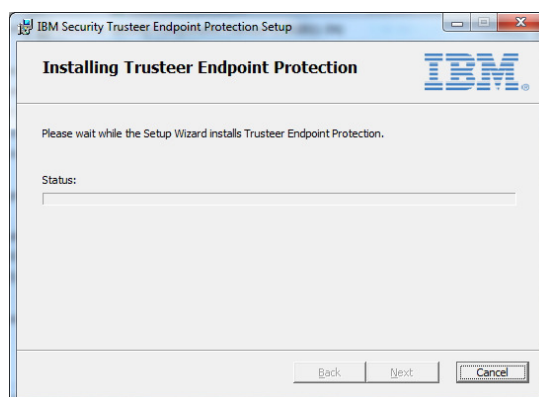 IBM Security Trusteer Endpoint Protection Setup
Installing Trusteer Endpoint Protection
IBM®
Please wait while the Setup Wizard installs Trusteer Endpoint Protection.
Status:
Back
Next
Cancel